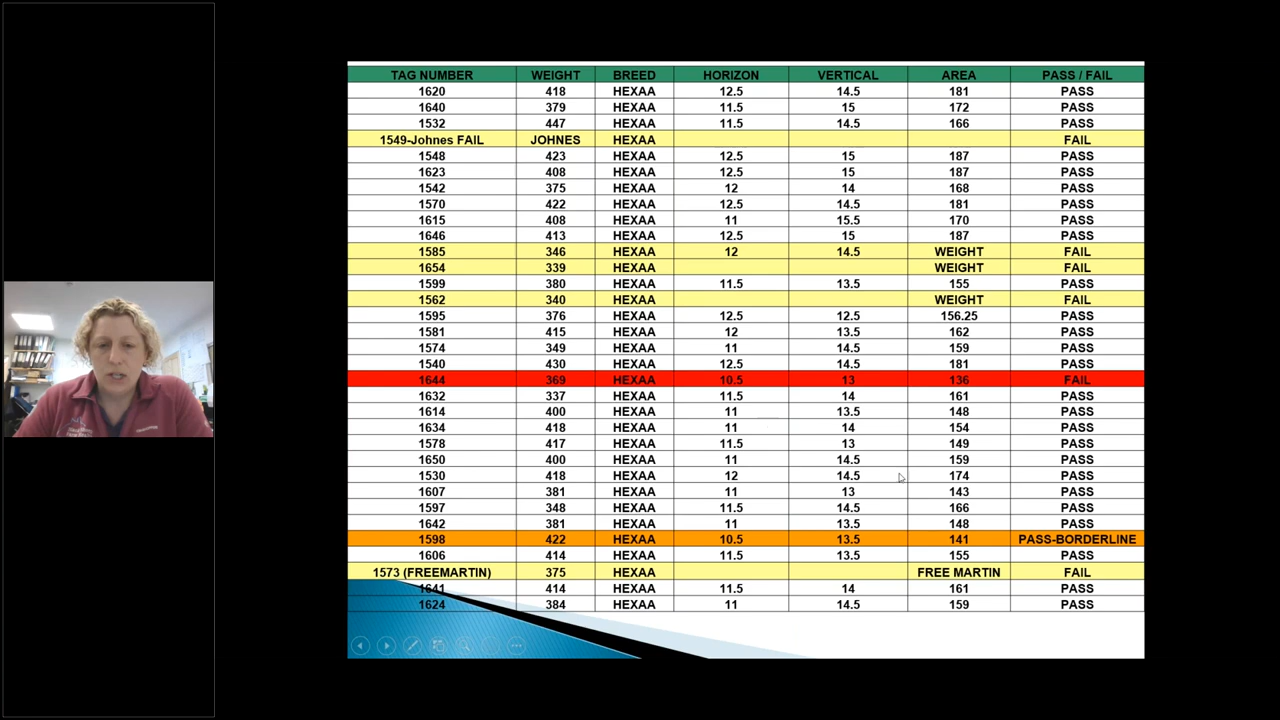 TAG NUMBER WEIGHT BREED HORIZON VERTICAL AREA PASS / FAIL
1620 418 HEXAA 12.5 14.5 181 PASS
1640 379 HEXAA 11.5 15 172 PASS
1532 447 HEXAA 11.5 14.5 166 PASS
1549-Johnes FAIL JOHNES HEXAA FAIL
1548 423 HEXAA 12.5 15 187 PASS
1623 408 HEXAA 12.5 15 187 PASS
1542 375 HEXAA 12 14 168 PASS
1570 422 HEXAA 12.5 14.5 181 PASS
1615 408 HEXAA 11 15.5 170 PASS
1646 413 HEXAA 12.5 15 187 PASS
1585 346 HEXAA 12 14.5 WEIGHT FAIL
1654 339 HEXAA WEIGHT FAIL
1599 380 HEXAA 11.5 13.5 155 PASS
1562 340 HEXAA WEIGHT FAIL
1595 376 HEXAA 12.5 12.5 156.25 PASS
1581 415 HEXAA 12 13.5 162 PASS
1574 349 HEXAA 11 14.5 159 PASS
1540 430 HEXAA 12.5 14.5 181 PASS
1644 369 HEXAA 10.5 13 136 FAIL
1632 337 HEXAA 11.5 14 161 PASS
1614 400 HEXAA 11 13.5 148 PASS
1634 418 HEXAA 11 14 154 PASS
1578 417 HEXAA 11.5 13 149 PASS
1650 400 HEXAA 11 14.5 159 PASS
1530 418 HEXAA 12 14.5 174 PASS
1607 381 HEXAA 11 13 143 PASS
1597 348 HEXAA 11.5 14.5 166 PASS
1642 381 HEXAA 11 13.5 148 PASS
1598 422 HEXAA 10.5 13.5 141 PASS-BORDERLINE
1606 414 HEXAA 11.5 13.5 155 PASS
1573 (FREEMARTIN) 375 HEXAA FREE MARTIN FAIL
1641 414 HEXAA 11.5 14 161 PASS
1624 384 HEXAA 11 14.5 159 PASS